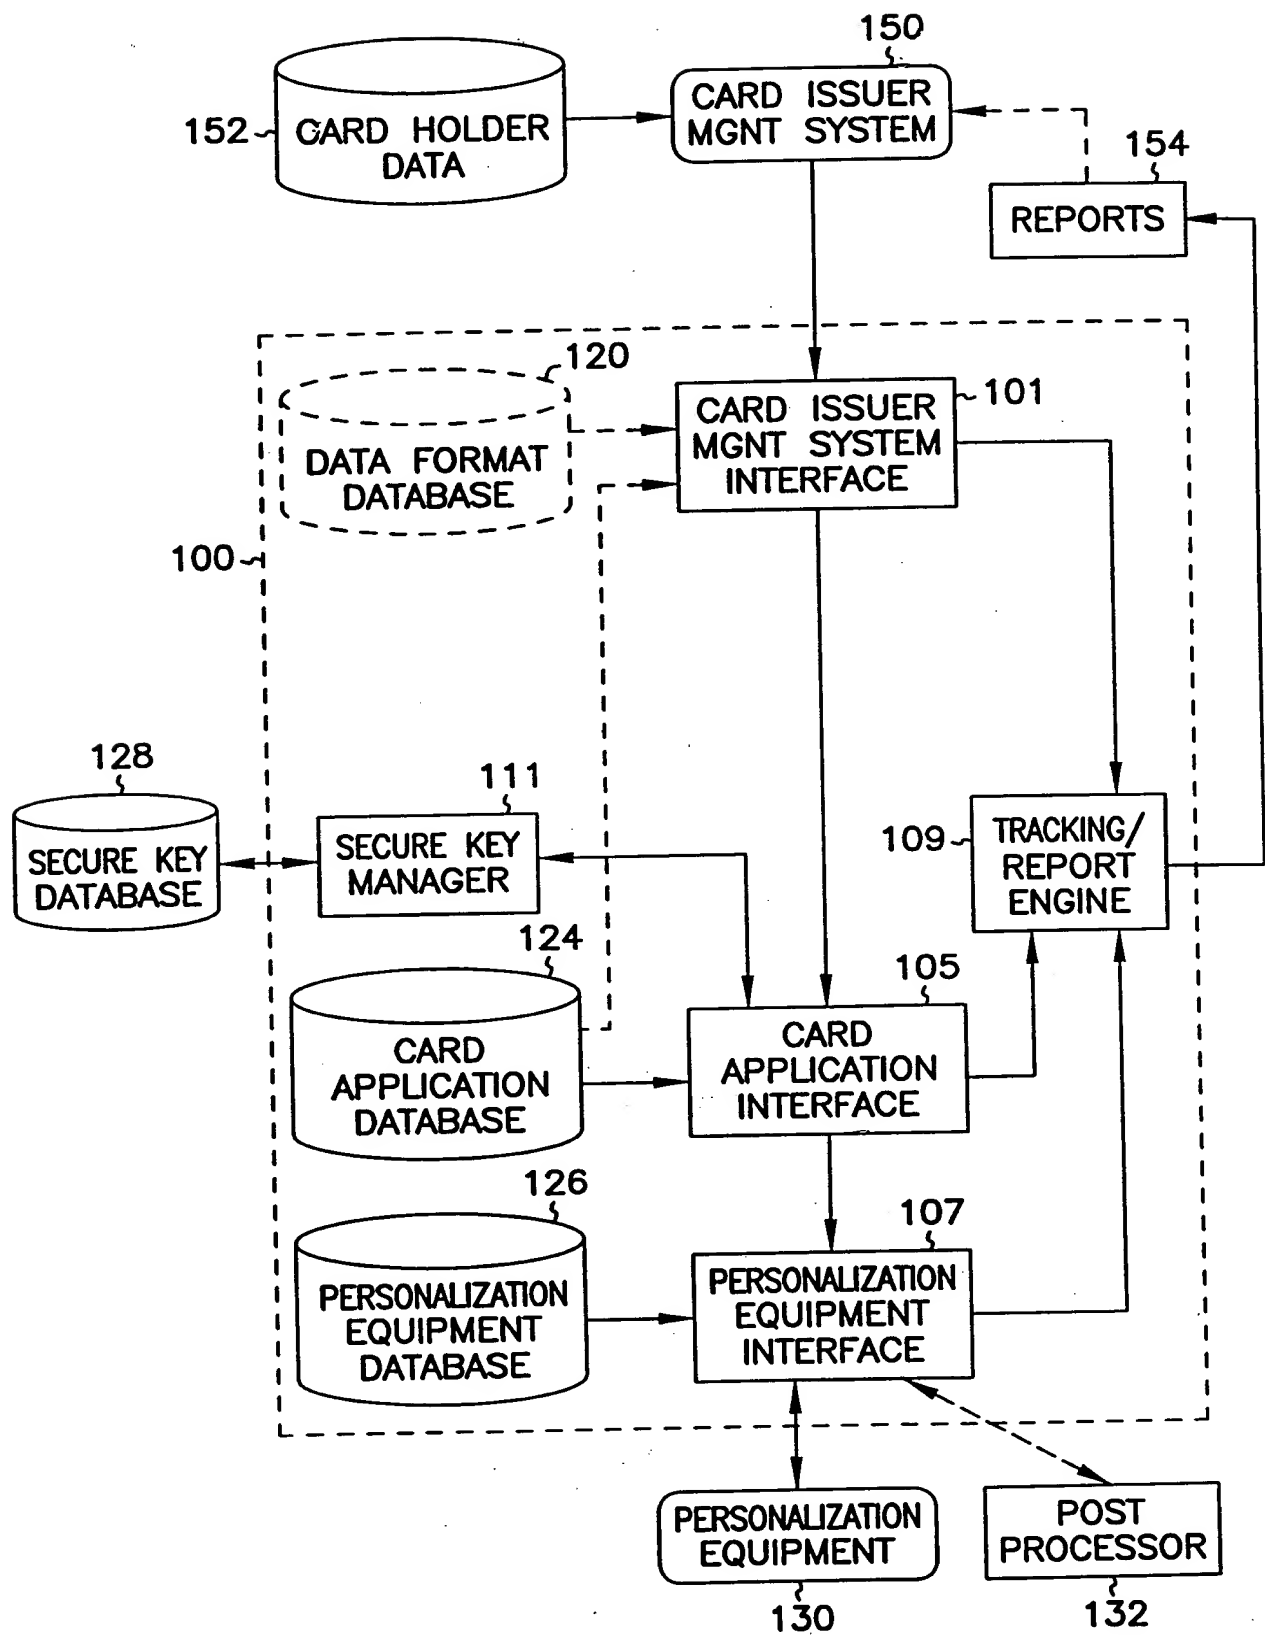 150
CARD ISSUER
MGNT SYSTEM
152
CARD HOLDER
DATA
154
REPORTS
120
DATA FORMAT
DATABASE
101
CARD ISSUER
MGNT SYSTEM
INTERFACE
100
128
SECURE KEY
DATABASE
111
SECURE KEY
MANAGER
109
TRACKING/
REPORT
ENGINE
124
CARD
APPLICATION
DATABASE
105
CARD
APPLICATION
INTERFACE
126
PERSONALIZATION
EQUIPMENT
DATABASE
107
PERSONALIZATION
EQUIPMENT
INTERFACE
PERSONALIZATION
EQUIPMENT
130
POST
PROCESSOR
132